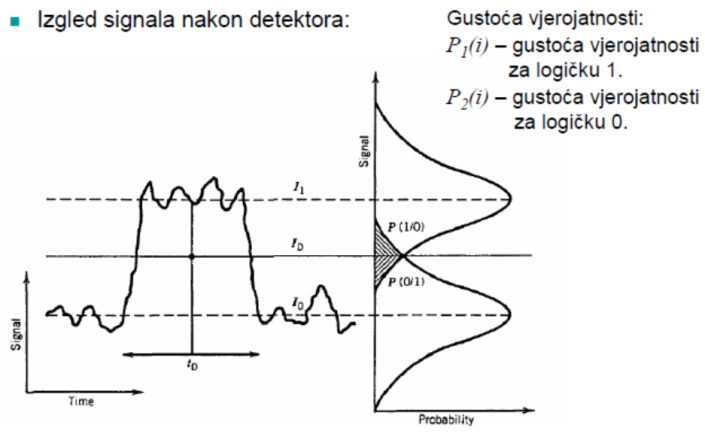 ▪ Izgled signala nakon detektora:
Gustoća vjerojatnosti:
P1(i) – gustoća vjerojatnosti
za logičku 1.
P2(i) – gustoća vjerojatnosti
za logičku 0.
Signal
I1
P (1/0)
ID
P (0/1)
I0
Signal
tD
Time
Probability